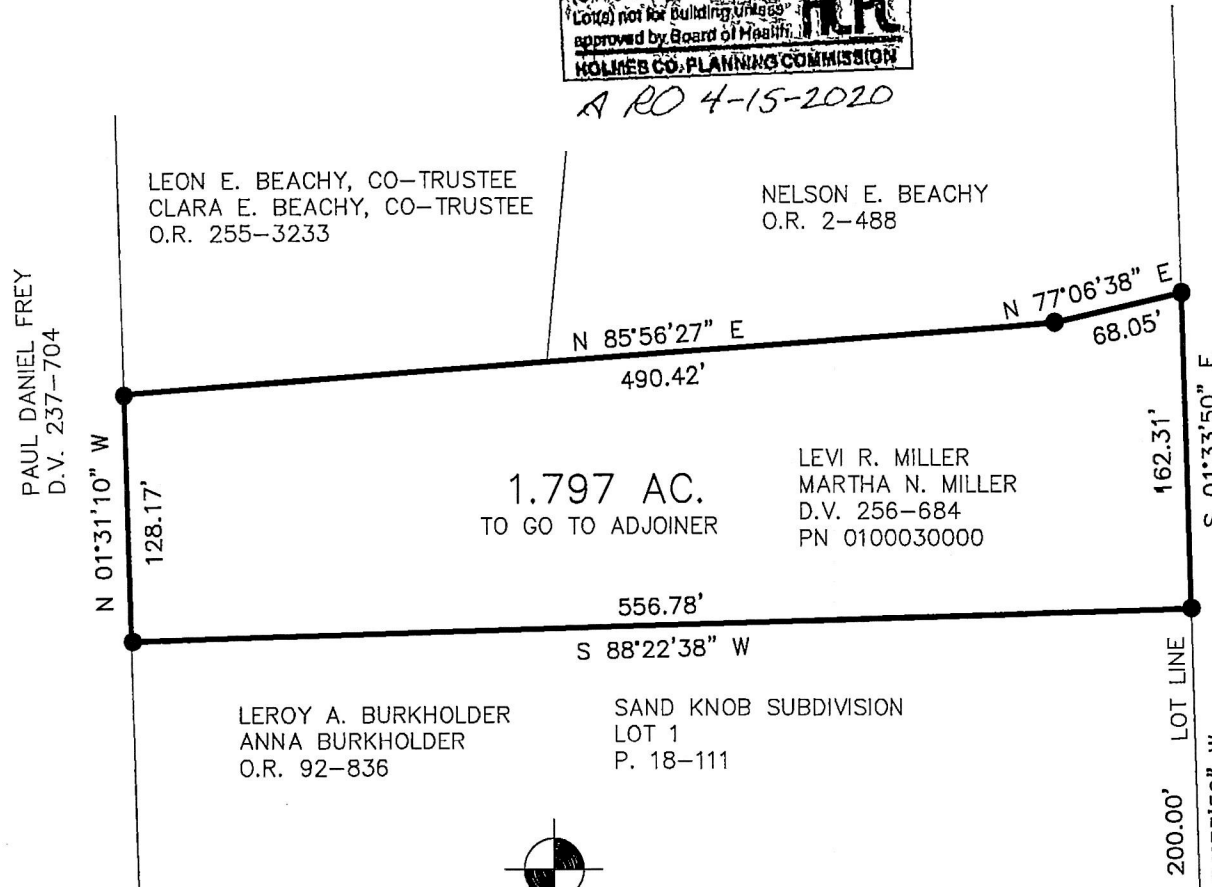 Lot(s) not for Building unless
approved by Board of Health
HCPC
HOLMES CO. PLANNING COMMISSION
A RO 4-15-2020
LEON E. BEACHY, CO-TRUSTEE
CLARA E. BEACHY, CO-TRUSTEE
O.R. 255-3233
NELSON E. BEACHY
O.R. 2-488
PAUL DANIEL FREY
D.V. 237-704
N 85°56'27" E
490.42'
N 77°06'38" E
68.05'
N 01°31'10" W
128.17'
1.797 AC.
TO GO TO ADJOINER
LEVI R. MILLER
MARTHA N. MILLER
D.V. 256-684
PN 0100030000
162.31'
S 01°33'50" E
556.78'
S 88°22'38" W
LEROY A. BURKHOLDER
ANNA BURKHOLDER
O.R. 92-836
SAND KNOB SUBDIVISION
LOT 1
P. 18-111
LOT LINE
200.00'